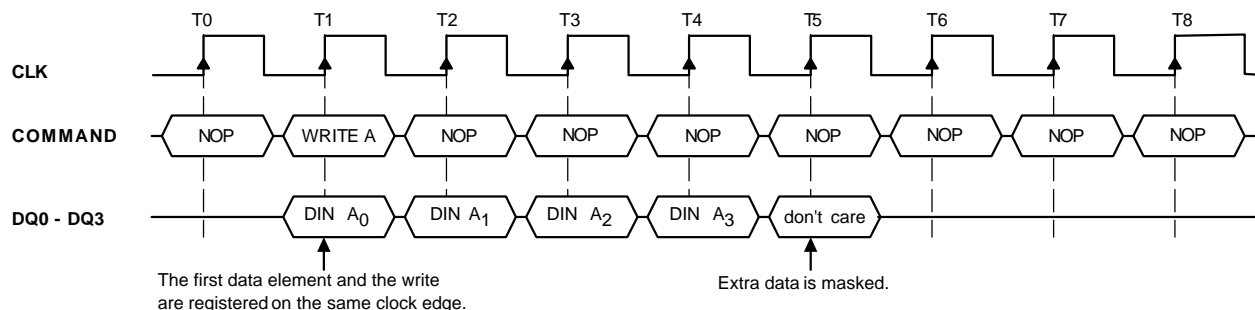 T0 T1 T2 T3 T4 T5 T6 T7 T8
CLK
COMMAND NOP WRITE A NOP NOP NOP NOP NOP NOP NOP
DQ0 - DQ3 DIN A0 DIN A1 DIN A2 DIN A3 don't care
The first data element and the write
are registered on the same clock edge.
Extra data is masked.